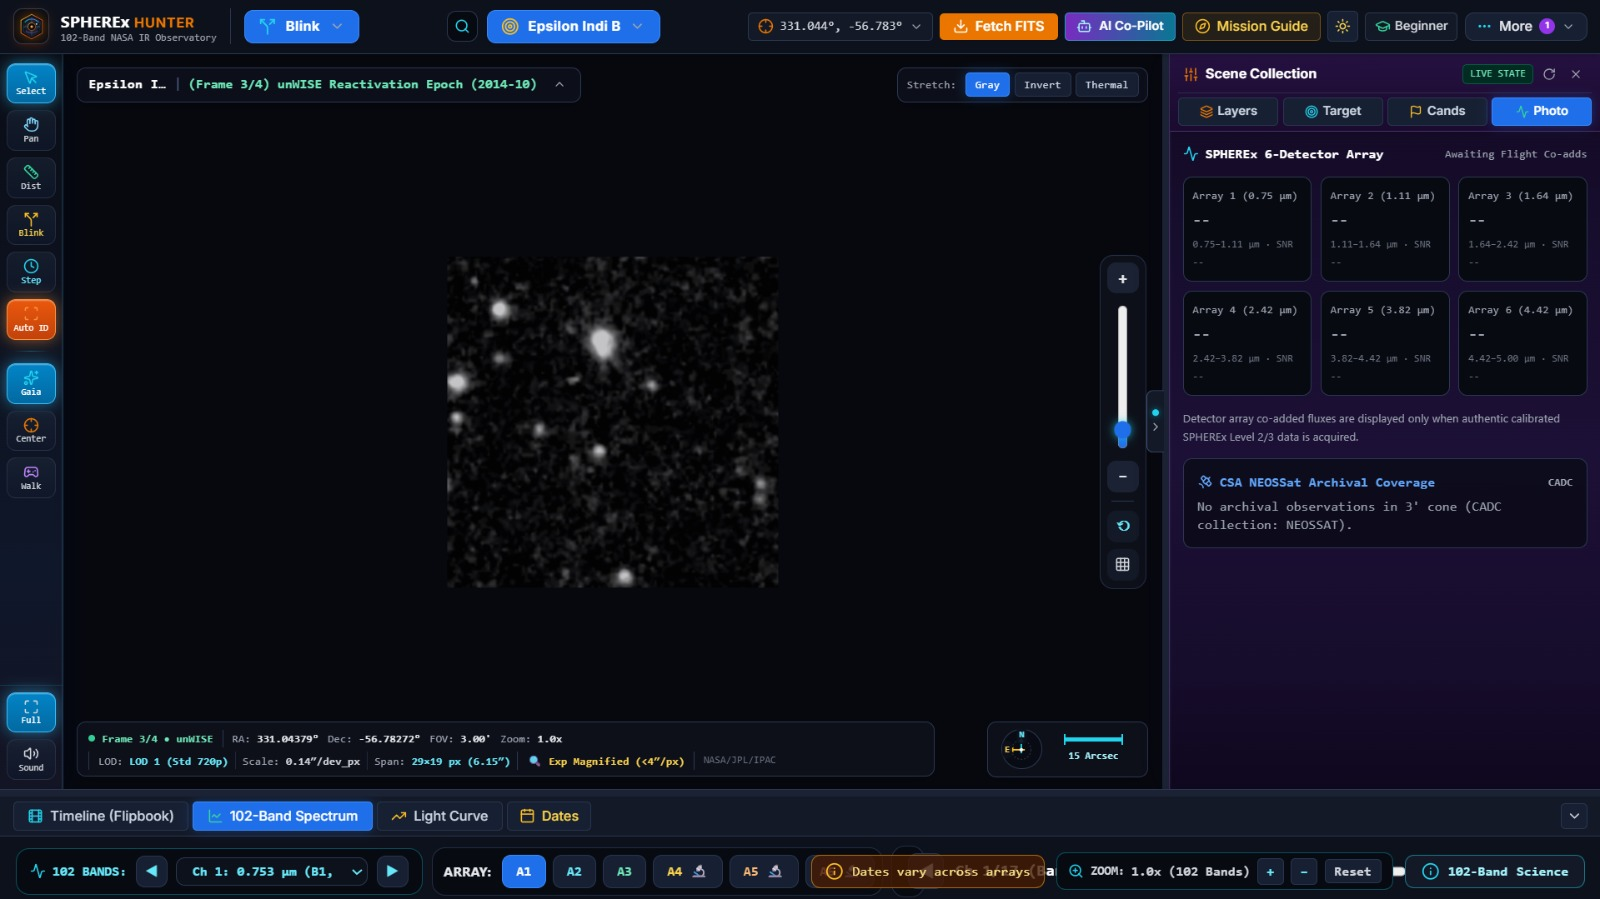 SPHEREx HUNTER
102-Band NASA IR Observatory
Blink
Epsilon Indi B
331.044°, -56.783°
Fetch FITS
AI Co-Pilot
Mission Guide
Beginner
More 1
Select
Pan
Dist
Blink
Step
Auto ID
Gaia
Center
Walk
Full
Sound
Epsilon I… | (Frame 3/4) unWISE Reactivation Epoch (2014-10)
Stretch: Gray Invert Thermal
+
−
Frame 3/4 • unWISE RA: 331.04379° Dec: -56.78272° FOV: 3.00' Zoom: 1.0x
LOD: LOD 1 (Std 720p) Scale: 0.14″/dev_px Span: 29×19 px (6.15″) Exp Magnified (<4″/px) NASA/JPL/IPAC
N
E
15 Arcsec
Scene Collection
LIVE STATE
Layers Target Cands Photo
SPHEREx 6-Detector Array
Awaiting Flight Co-adds
Array 1 (0.75 µm)
--
0.75–1.11 µm · SNR
--
Array 2 (1.11 µm)
--
1.11–1.64 µm · SNR
--
Array 3 (1.64 µm)
--
1.64–2.42 µm · SNR
--
Array 4 (2.42 µm)
--
2.42–3.82 µm · SNR
--
Array 5 (3.82 µm)
--
3.82–4.42 µm · SNR
--
Array 6 (4.42 µm)
--
4.42–5.00 µm · SNR
--
Detector array co-added fluxes are displayed only when authentic calibrated
SPHEREx Level 2/3 data is acquired.
CSA NEOSSat Archival Coverage
CADC
No archival observations in 3' cone (CADC
collection: NEOSSAT).
Timeline (Flipbook)
102-Band Spectrum
Light Curve
Dates
102 BANDS:
Ch 1: 0.753 µm (B1,
ARRAY: A1 A2 A3 A4 A5
Dates vary across arrays
ZOOM: 1.0x (102 Bands) + − Reset
102-Band Science